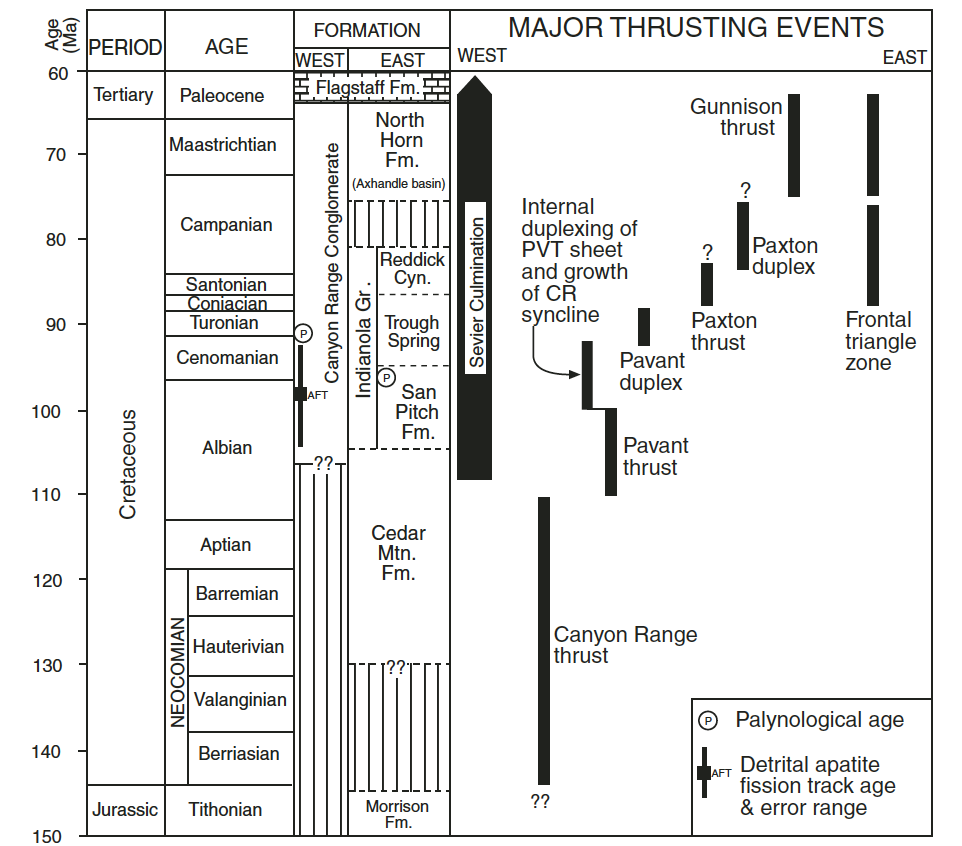 Age
(Ma)
PERIOD
AGE
FORMATION
WEST
EAST
MAJOR THRUSTING EVENTS
WEST
EAST
60
70
80
90
100
110
120
130
140
150
Tertiary
Cretaceous
Jurassic
Paleocene
Maastrichtian
Campanian
Santonian
Coniacian
Turonian
Cenomanian
Albian
Aptian
NEOCOMIAN
Barremian
Hauterivian
Valanginian
Berriasian
Tithonian
Flagstaff Fm.
Canyon Range Conglomerate
P
AFT
??
North
Horn
Fm.
(Axhandle basin)
Indianola Gr.
Reddick
Cyn.
Trough
Spring
P
San
Pitch
Fm.
Cedar
Mtn.
Fm.
??
Morrison
Fm.
Sevier Culmination
Internal
duplexing of
PVT sheet
and growth
of CR
syncline
Canyon Range
thrust
??
Pavant
thrust
Pavant
duplex
?
Paxton
thrust
?
Paxton
duplex
Gunnison
thrust
Frontal
triangle
zone
P
Palynological age
AFT
Detrital apatite
fission track age
& error range